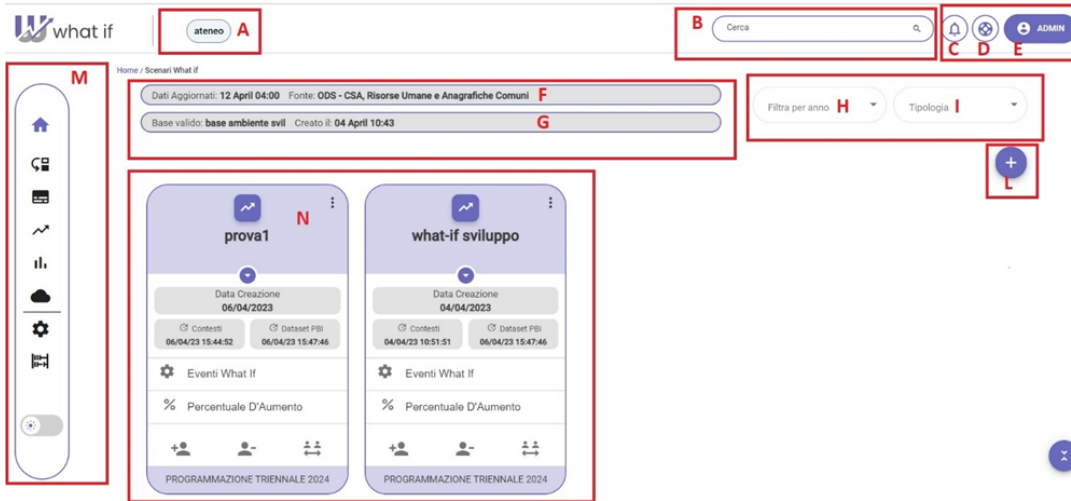 what if
ateneo A
Cerca B
C D E ADMIN
M
Home / Scenari What if
Dati Aggiornati: 12 April 04:00 Fonte: ODS - CSA, Risorse Umane e Anagrafiche Comuni F
Base valido: base ambiente svil Creato il: 04 April 10:43 G
Filtra per anno H
Tipologia I
+
L
N
prova1
Data Creazione
06/04/2023
Contesti
06/04/23 15:44:52
Dataset PBI
06/04/23 15:47:46
Eventi What If
% Percentuale D'Aumento
PROGRAMMAZIONE TRIENNALE 2024
what-if sviluppo
Data Creazione
04/04/2023
Contesti
04/04/23 10:51:51
Dataset PBI
06/04/23 15:47:46
Eventi What If
% Percentuale D'Aumento
PROGRAMMAZIONE TRIENNALE 2024